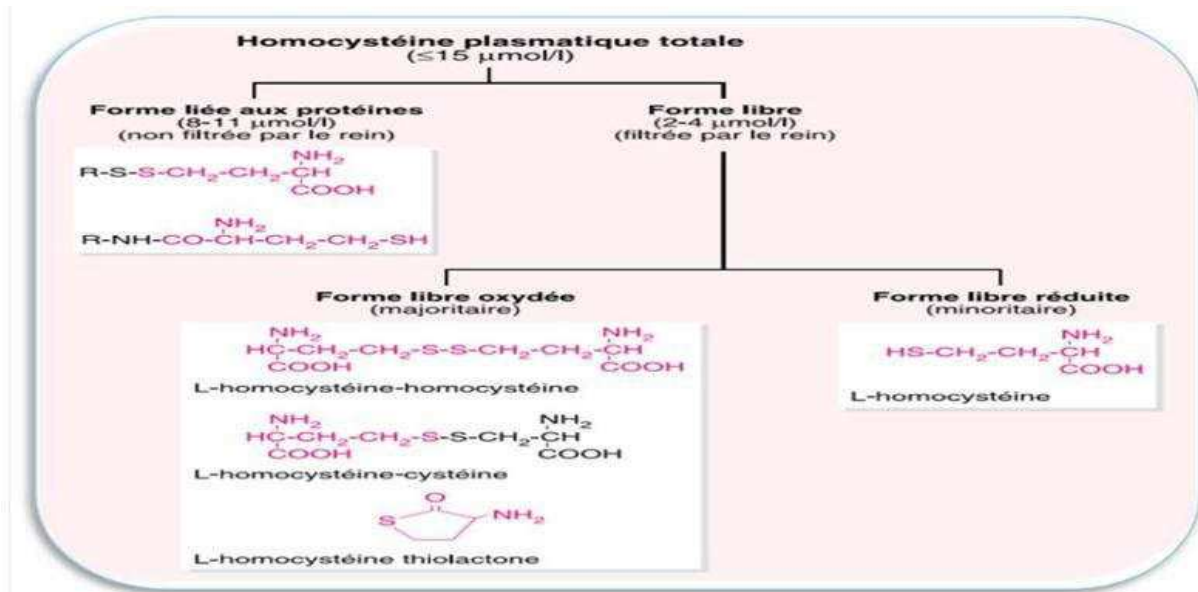 Homocystéine plasmatique totale
(≤15 μmol/l)
Forme liée aux protéines
(8-11 μmol/l)
(non filtrée par le rein)
Forme libre
(2-4 μmol/l)
(filtrée par le rein)
NH₂
R-S-S-CH₂-CH₂-CH
COOH
NH₂
R-NH-CO-CH-CH₂-CH₂-SH
Forme libre oxydée
(majoritaire)
NH₂ NH₂
HC-CH₂-CH₂-S-S-CH₂-CH₂-CH
COOH COOH
L-homocystéine-homocystéine
NH₂ NH₂
HC-CH₂-CH₂-S-S-CH₂-CH
COOH COOH
L-homocystéine-cystéine
O
S NH₂
L-homocystéine thiolactone
Forme libre réduite
(minoritaire)
NH₂
HS-CH₂-CH₂-CH
COOH
L-homocystéine